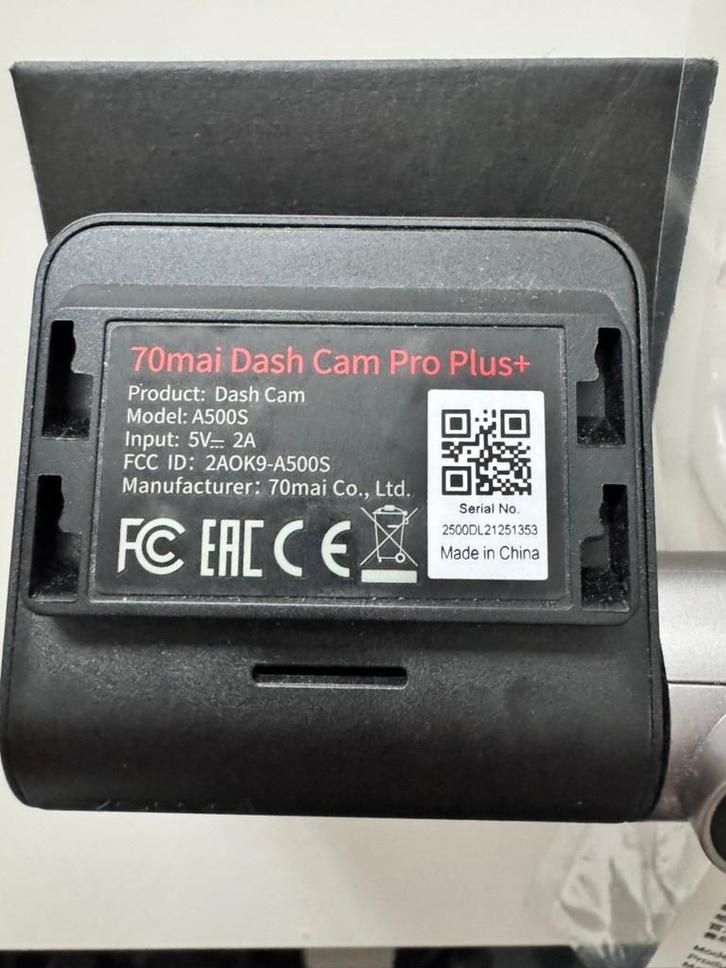 70mai Dash Cam Pro Plus+
Product: Dash Cam
Model: A500S
Input: 5V⎓ 2A
FCC ID: 2AOK9-A500S
Manufacturer: 70mai Co., Ltd.
FC EAC CE
Serial No.
2500DL21251353
Made in China